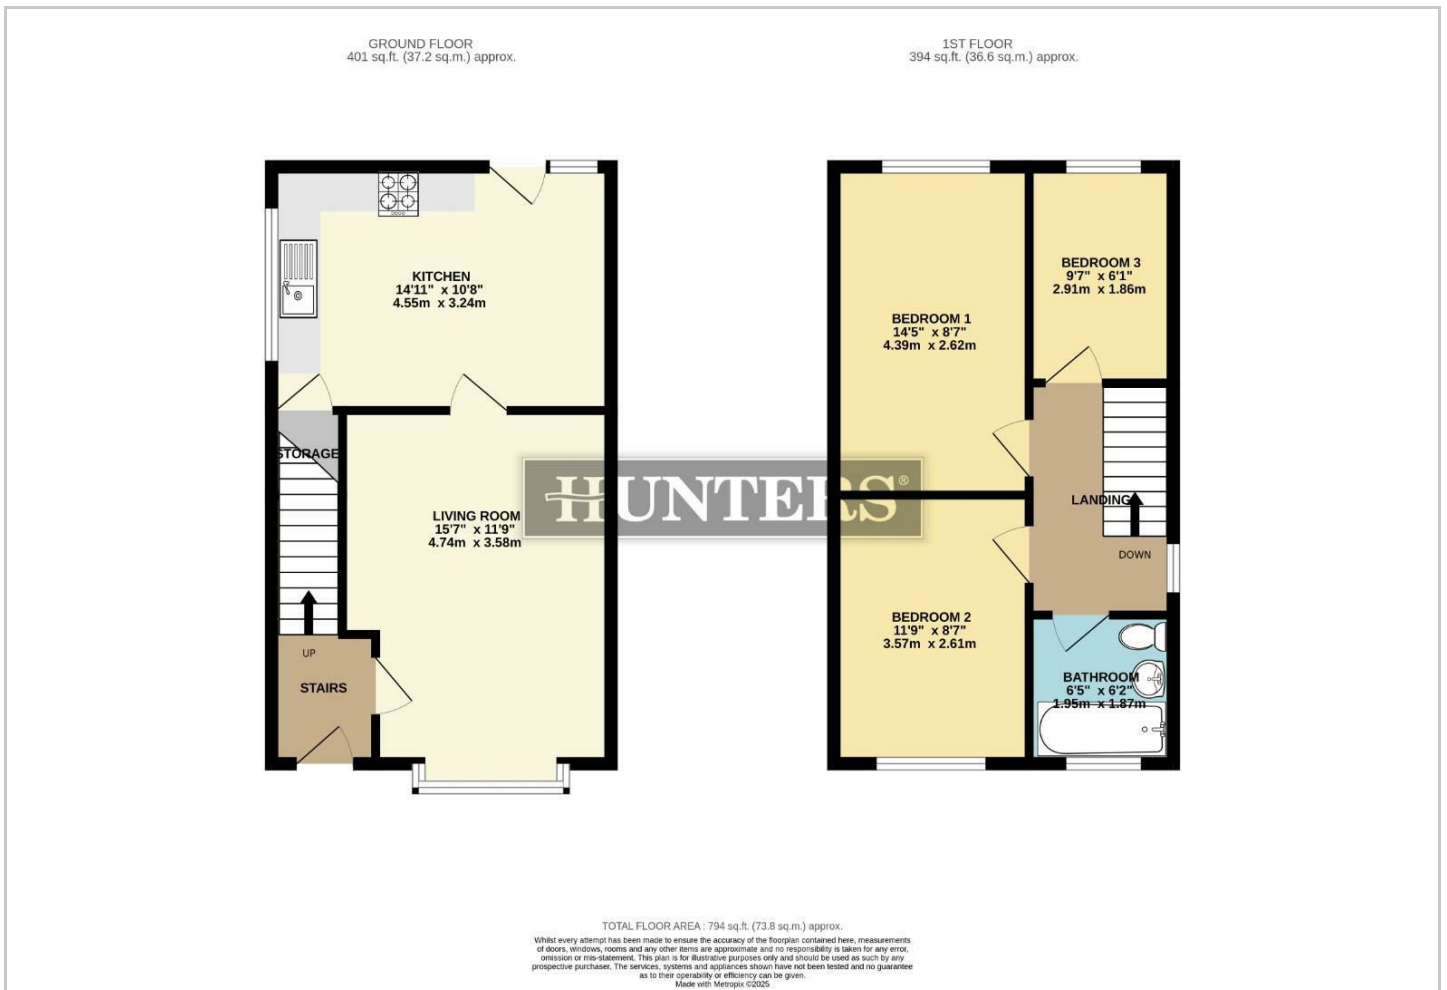 GROUND FLOOR
401 sq.ft. (37.2 sq.m.) approx.
1ST FLOOR
394 sq.ft. (36.6 sq.m.) approx.
KITCHEN
14'11" x 10'8"
4.55m x 3.24m
STORAGE
LIVING ROOM
15'7" x 11'9"
4.74m x 3.58m
UP
STAIRS
HUNTERS®
BEDROOM 1
14'5" x 8'7"
4.39m x 2.62m
BEDROOM 3
9'7" x 6'1"
2.91m x 1.86m
LANDING
DOWN
BEDROOM 2
11'9" x 8'7"
3.57m x 2.61m
BATHROOM
6'5" x 6'2"
1.95m x 1.87m
TOTAL FLOOR AREA : 794 sq.ft. (73.8 sq.m.) approx.
Whilst every attempt has been made to ensure the accuracy of the floorplan contained here, measurements
of doors, windows, rooms and any other items are approximate and no responsibility is taken for any error,
omission or mis-statement. This plan is for illustrative purposes only and should be used as such by any
prospective purchaser. The services, systems and appliances shown have not been tested and no guarantee
as to their operability or efficiency can be given.
Made with Metropix ©2025